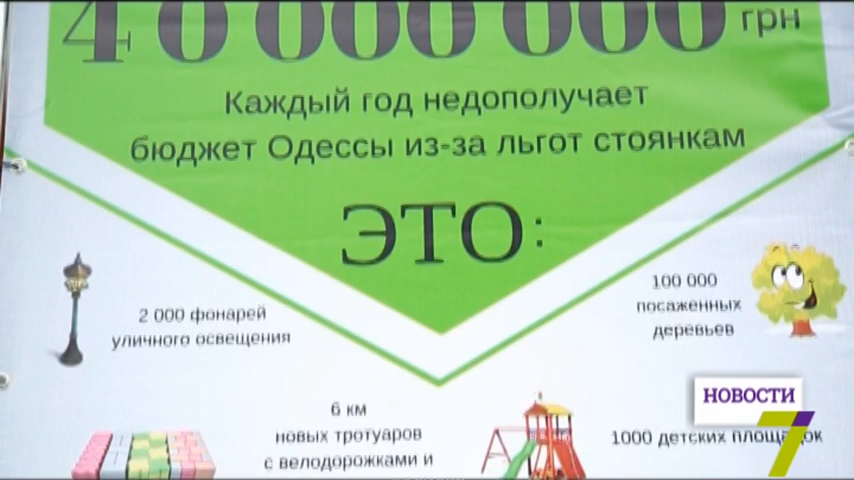 40 000 000 грн
Каждый год недополучает
бюджет Одессы из-за льгот стоянкам
ЭТО:
2 000 фонарей
уличного освещения
100 000
посаженных
деревьев
6 км
новых тротуаров
с велодорожками и
1000 детских площадок
НОВОСТИ
7